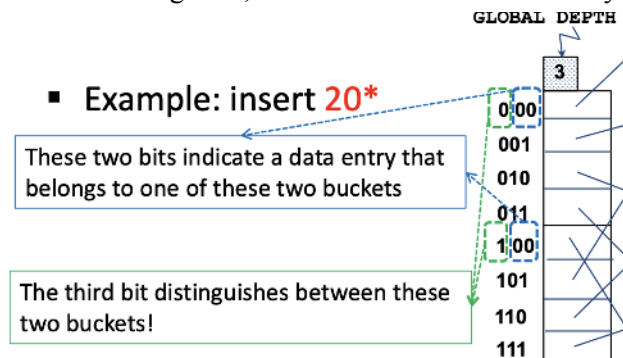 GLOBAL DEPTH
3
▪ Example: insert 20*
000
These two bits indicate a data entry that
belongs to one of these two buckets
001
010
011
100
The third bit distinguishes between these
two buckets!
101
110
111